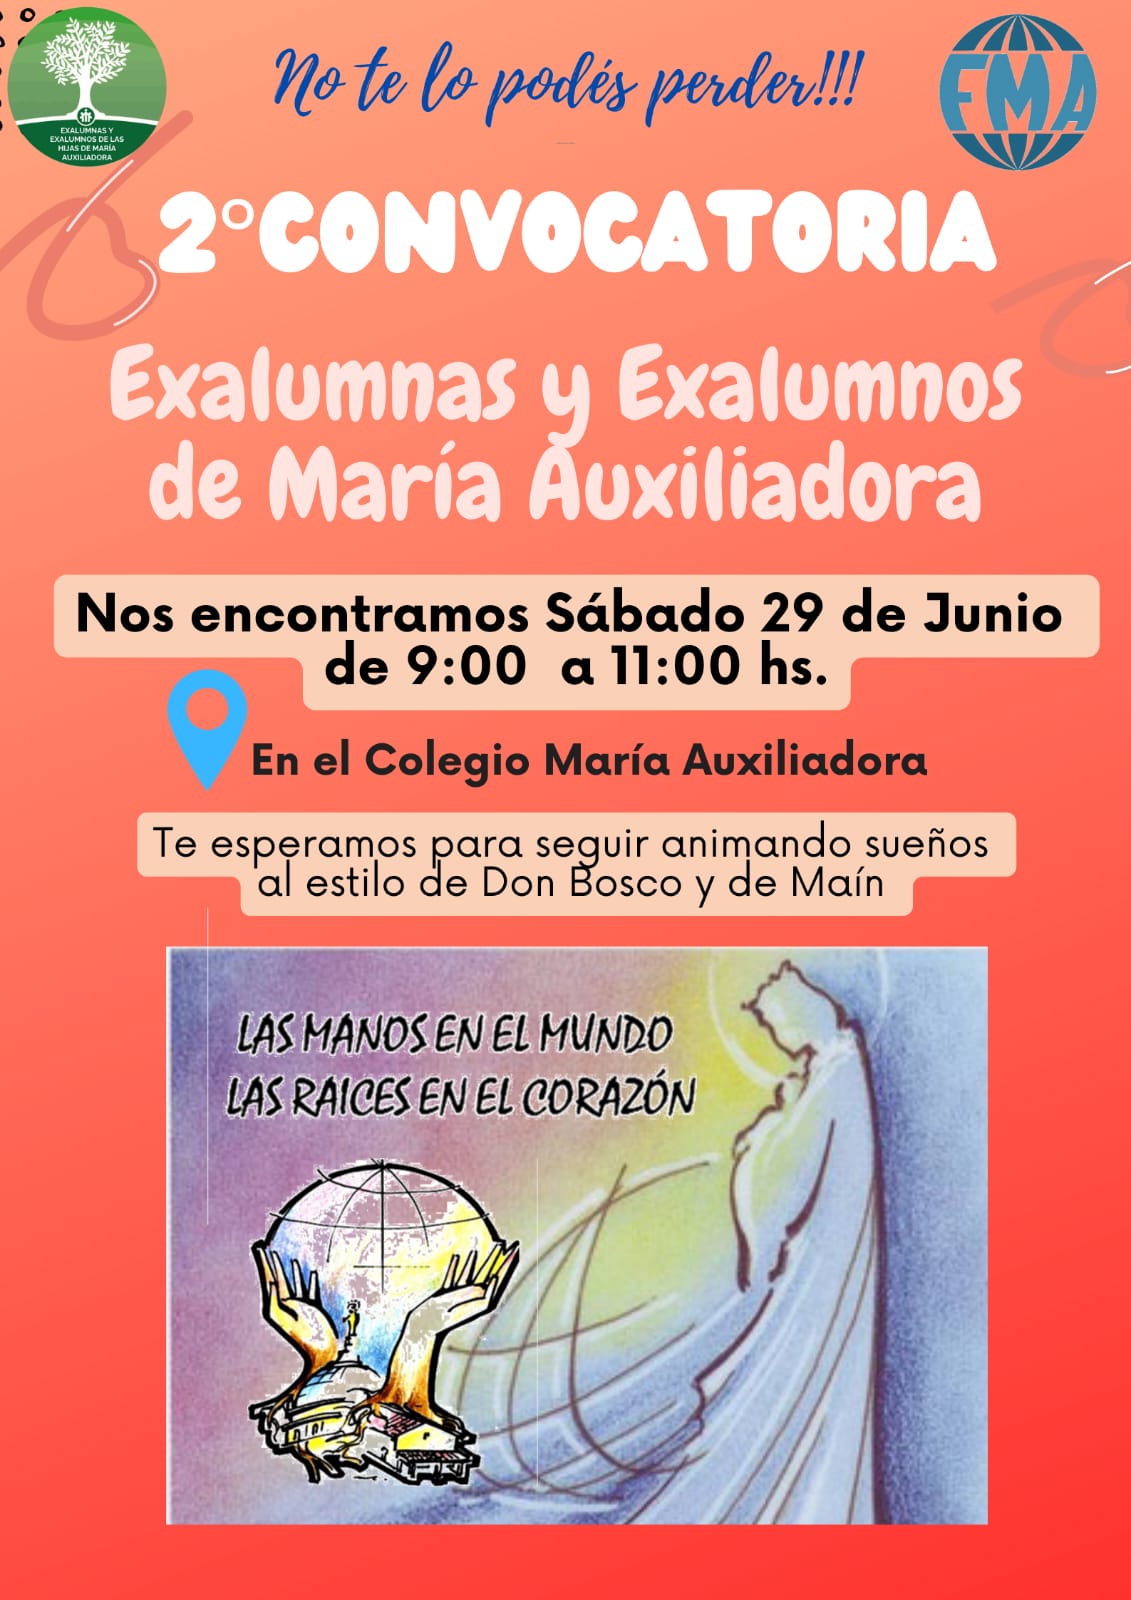 No te lo podés perder!!!
EXALUMNAS Y
EXALUMNOS DE LAS
HIJAS DE MARÍA
AUXILIADORA
FMA
2°CONVOCATORIA
Exalumnas y Exalumnos
de María Auxiliadora
Nos encontramos Sábado 29 de Junio
de 9:00 a 11:00 hs.
En el Colegio María Auxiliadora
Te esperamos para seguir animando sueños
al estilo de Don Bosco y de Maín
LAS MANOS EN EL MUNDO
LAS RAICES EN EL CORAZÓN